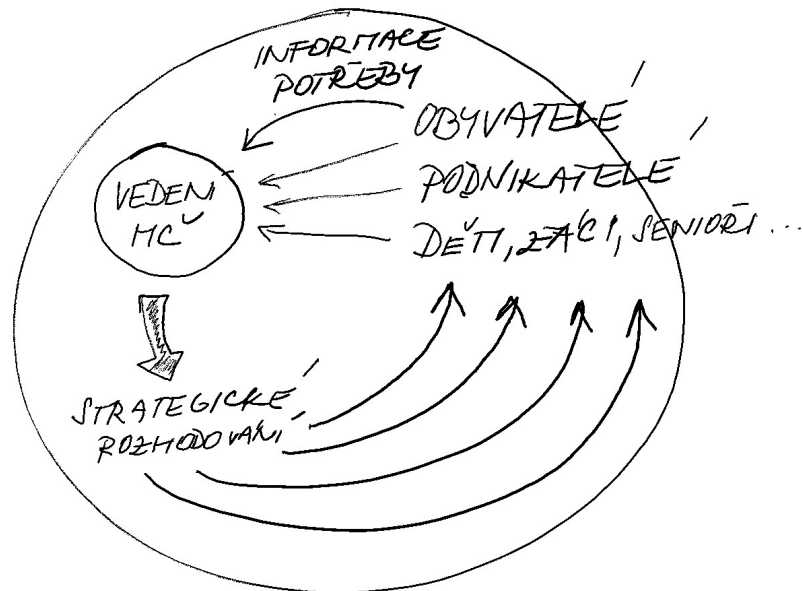 INFORMACE
POTŘEBY
OBYVATELÉ
PODNIKATELÉ
DĚTI, ŽÁCI, SENIOŘI ...
VEDENÍ
MČ
STRATEGICKÉ
ROZHODOVÁNÍ